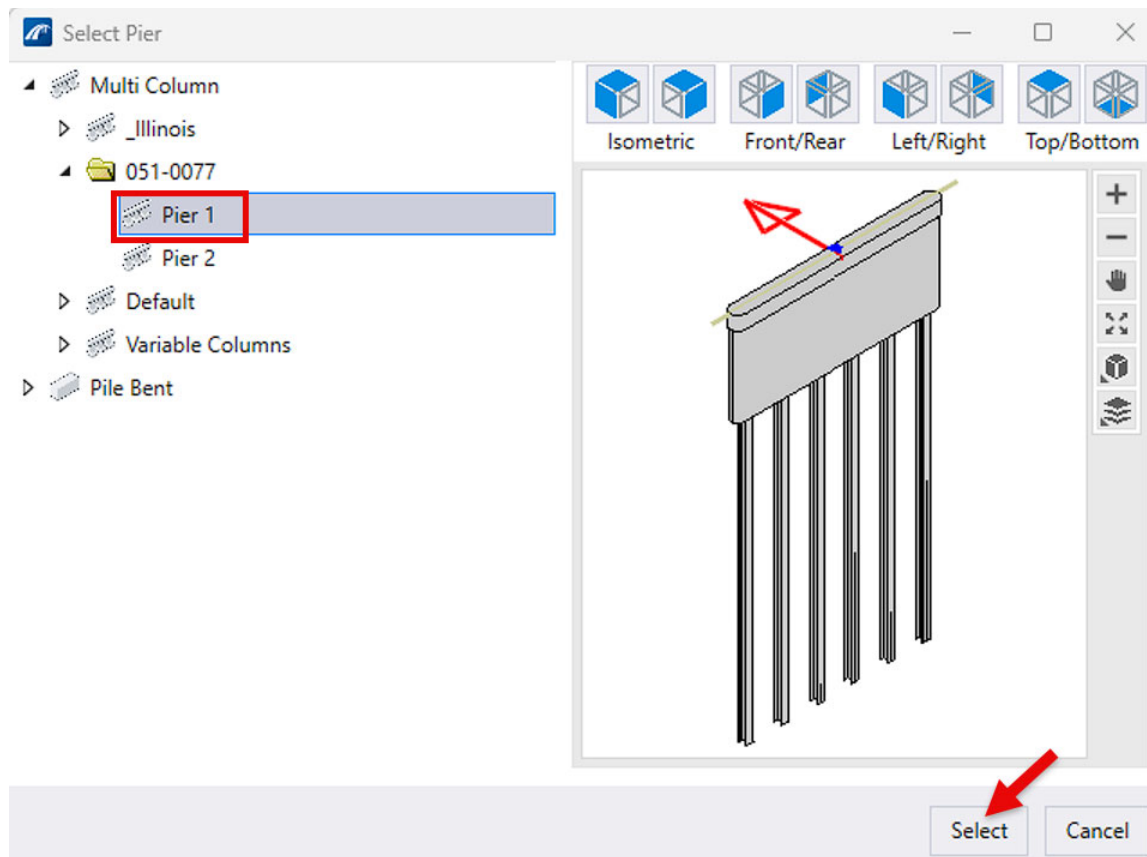 Select Pier
Multi Column
_Illinois
051-0077
Pier 1
Pier 2
Default
Variable Columns
Pile Bent
Isometric Front/Rear Left/Right Top/Bottom
Select Cancel